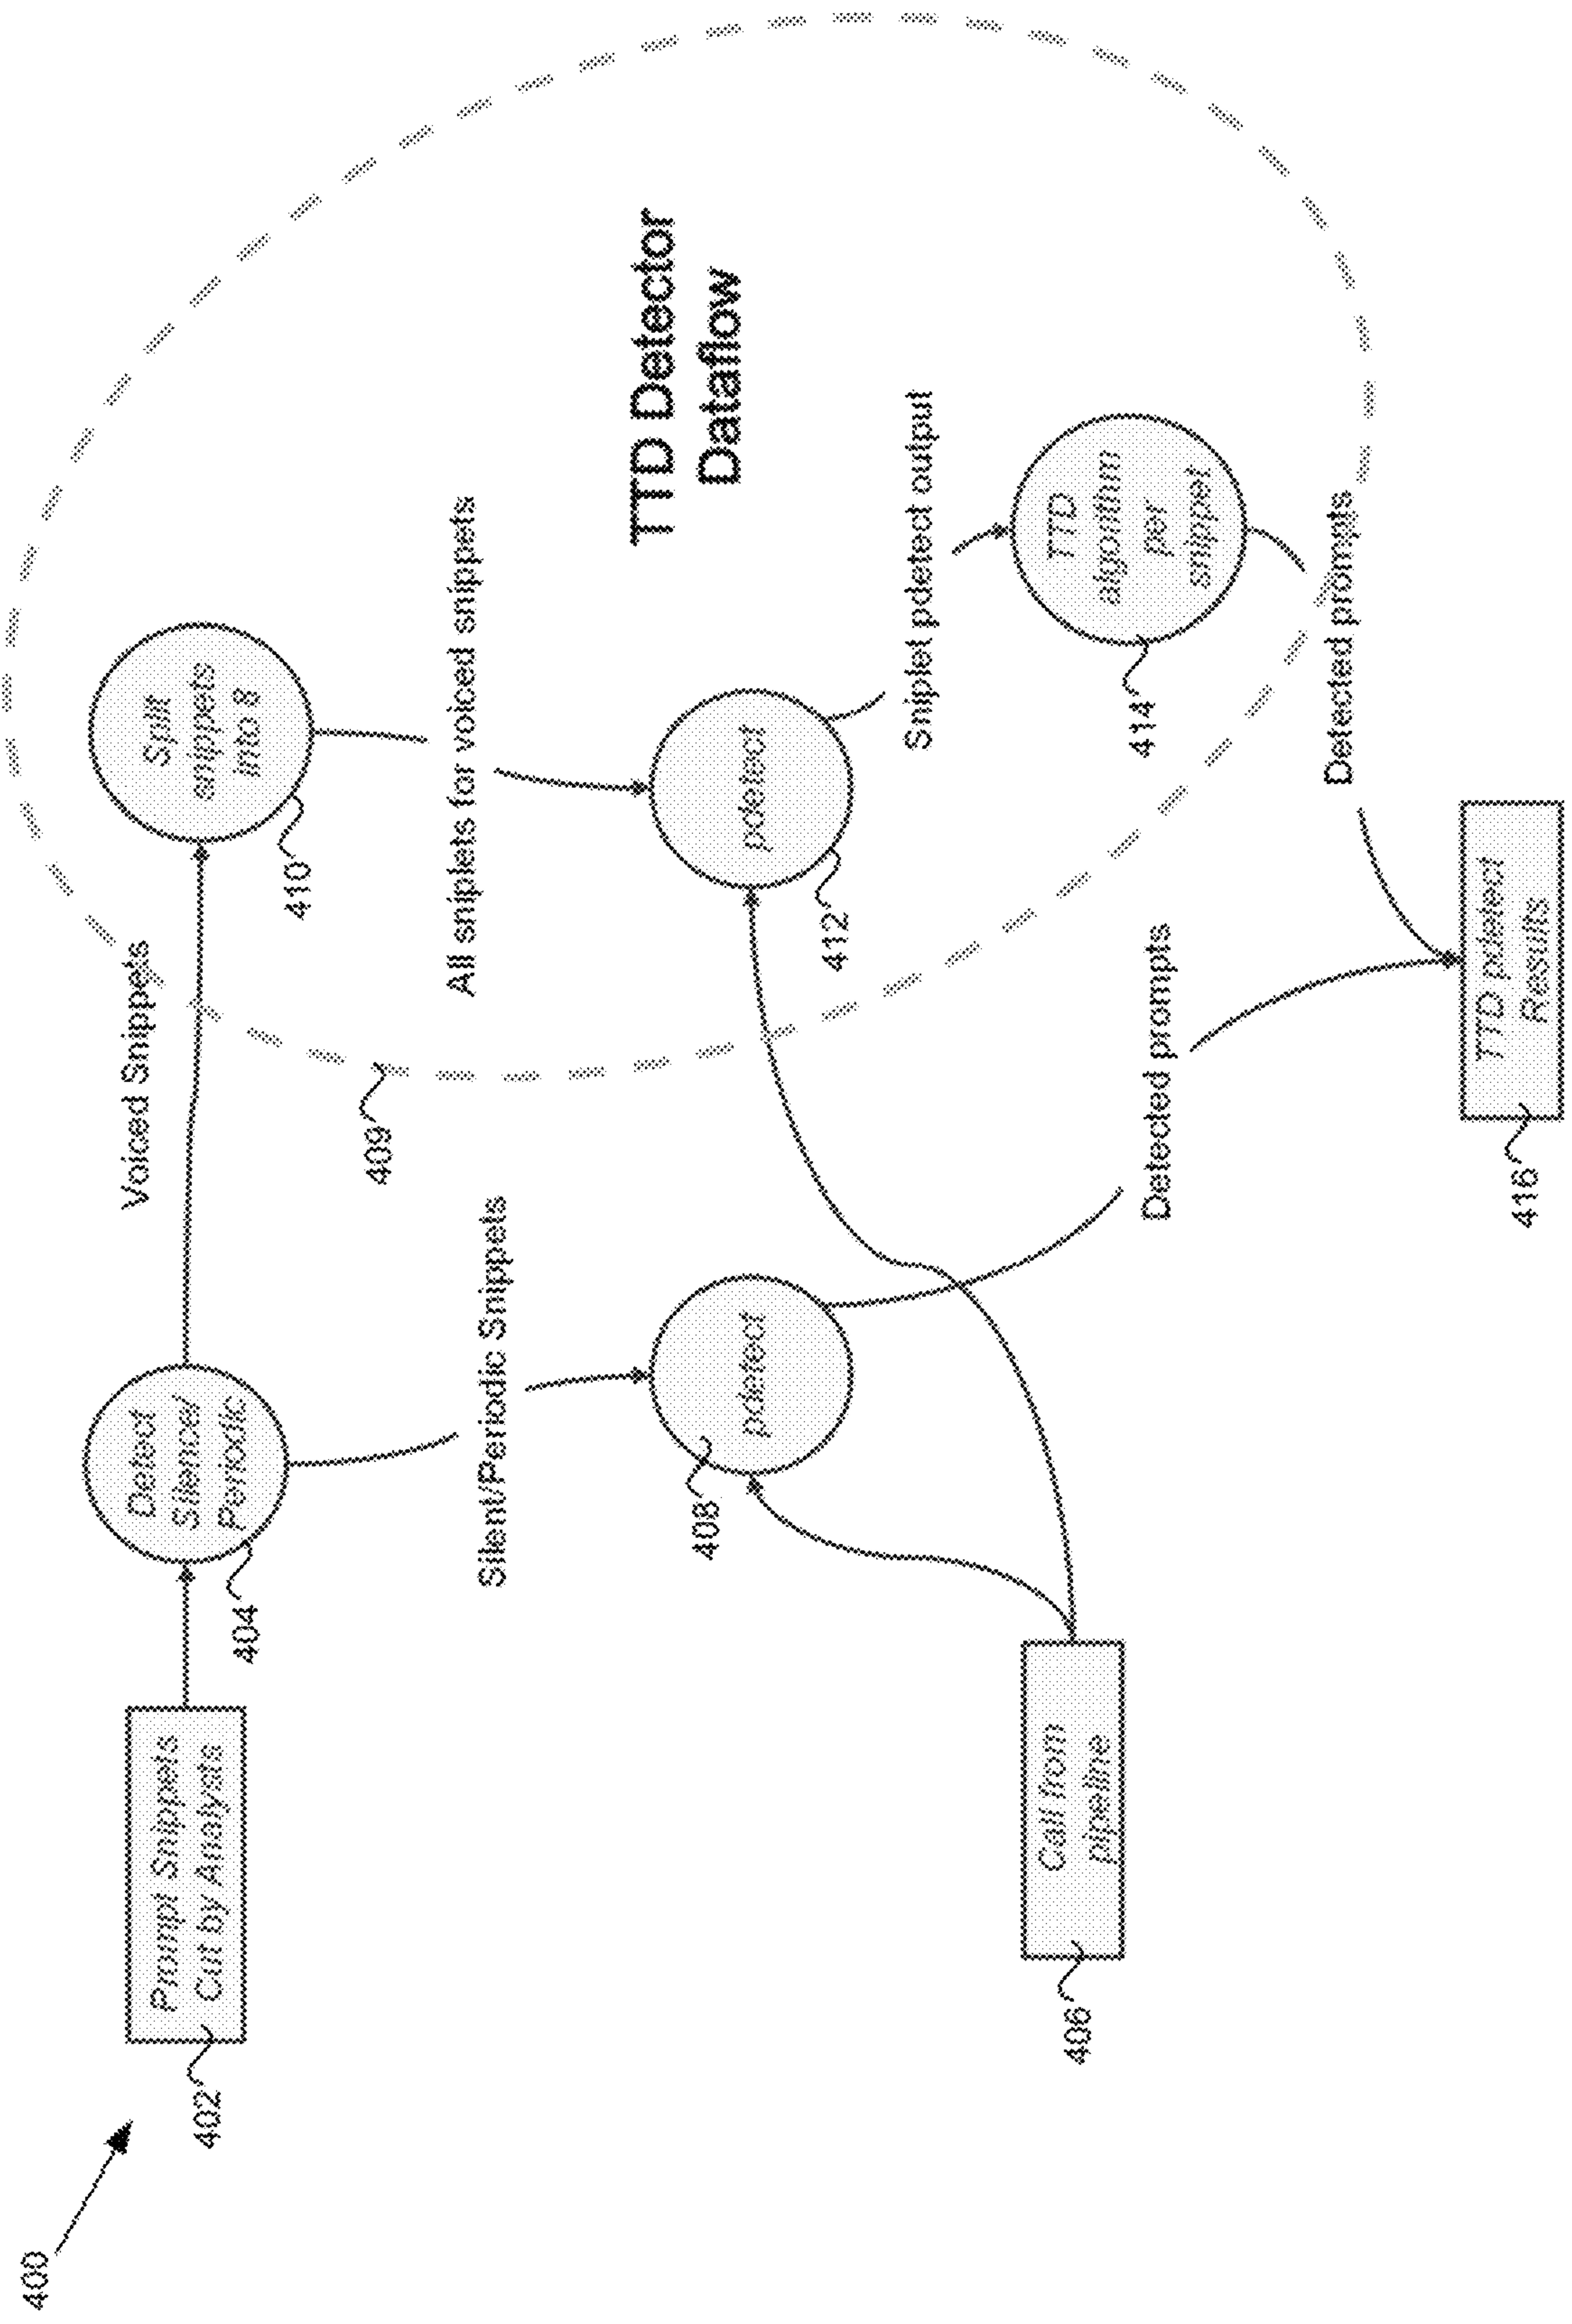 400
402
Prompt Snippets
Cut by Analysts
404
Detect
Silence/
Periodic
Voiced Snippets
410
Split
snippets
into 8
409
Silent/Periodic Snippets
All sniplets for voiced snippets
TTD Detector
Dataflow
408
pdetect
412
pdetect
Sniplet pdetect output
406
Call from
pipeline
414
TTD
algorithm
per
snippet
Detected prompts
Detected prompts
416
TTD pdetect
Results